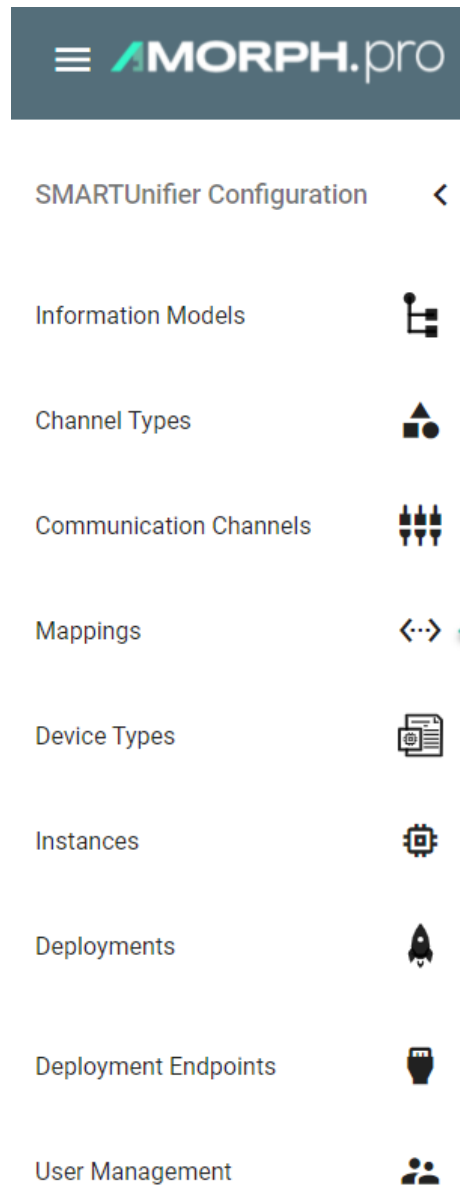 AMORPH.pro
SMARTUnifier Configuration
Information Models
Channel Types
Communication Channels
Mappings
Device Types
Instances
Deployments
Deployment Endpoints
User Management